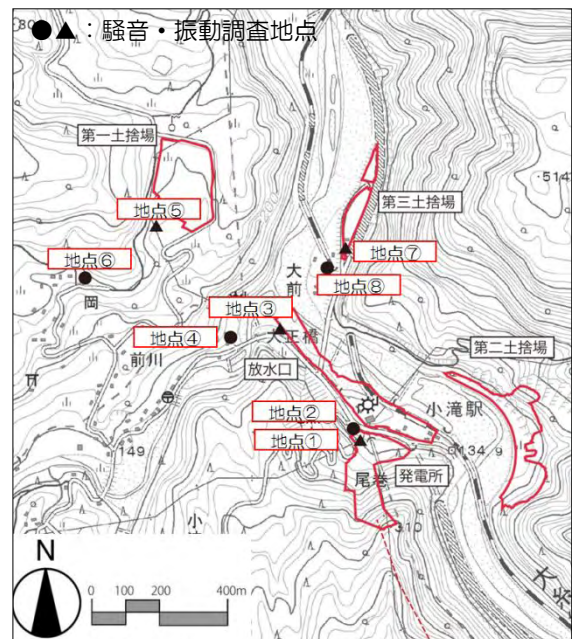 ●▲：騒音・振動調査地点
第一土捨場
・514
地点⑤
第三土捨場
地点⑦
地点⑥
大前
地点⑧
岡
地点③
地点④
大正橋
第二土捨場
前川
放水口
小滝駅
地点②
149
地点①
134.9
尾巻
発電所
310
小
N
大
0 100 200 400m